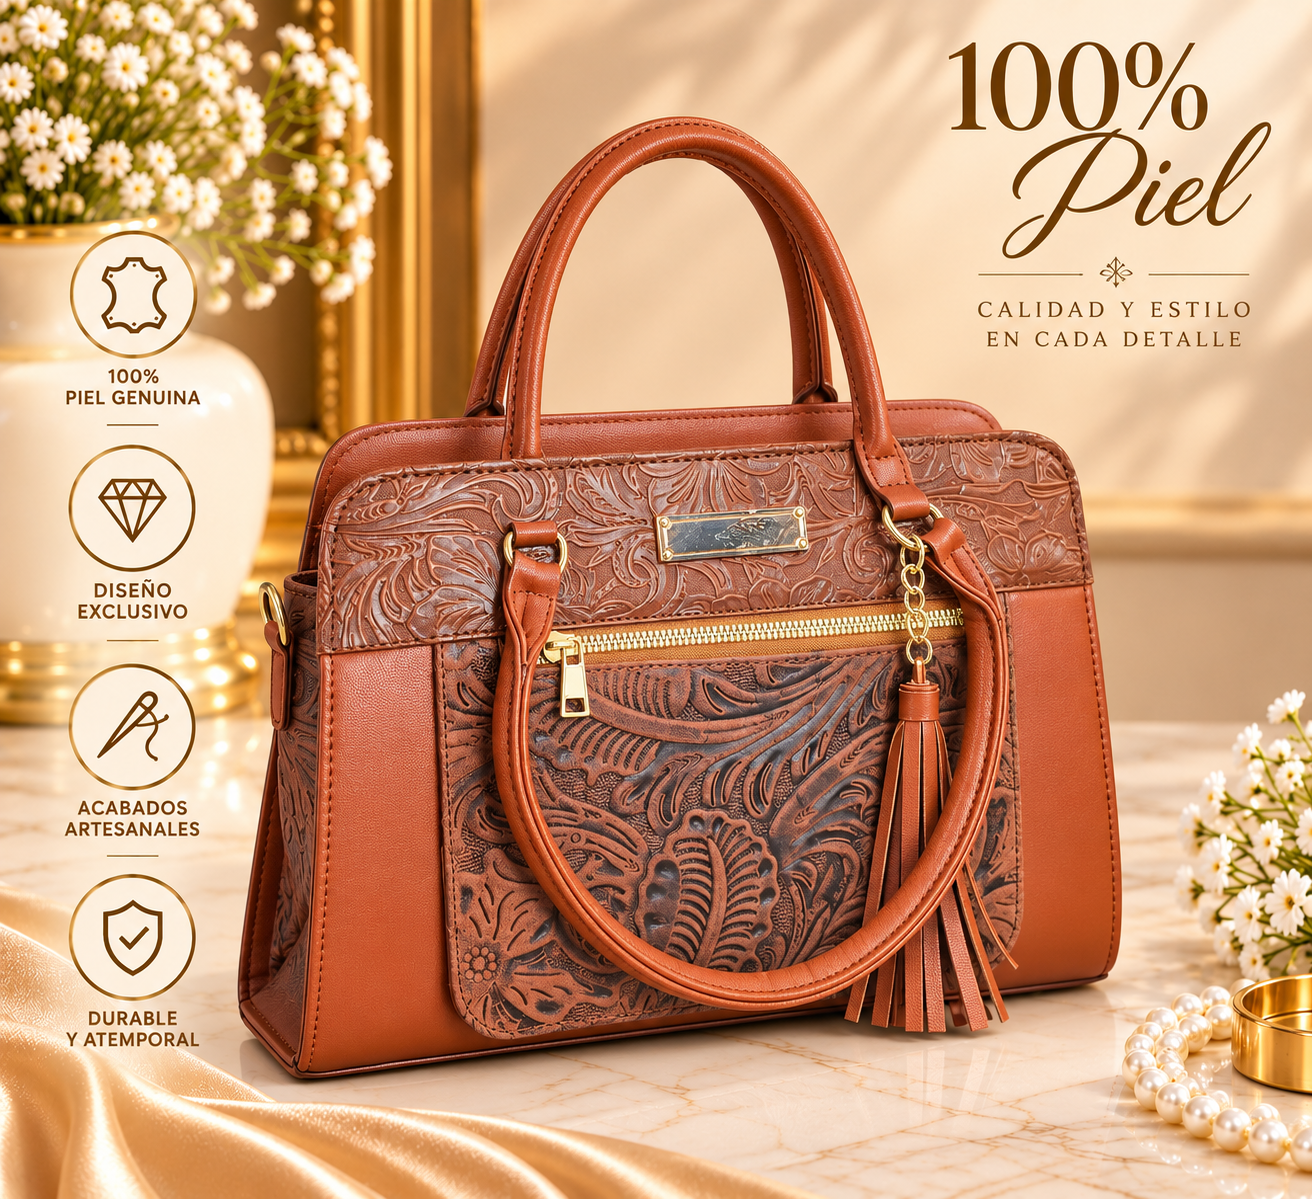 100%
Piel
CALIDAD Y ESTILO
EN CADA DETALLE
100%
PIEL GENUINA
DISEÑO
EXCLUSIVO
ACABADOS
ARTESANALES
DURABLE
Y ATEMPORAL